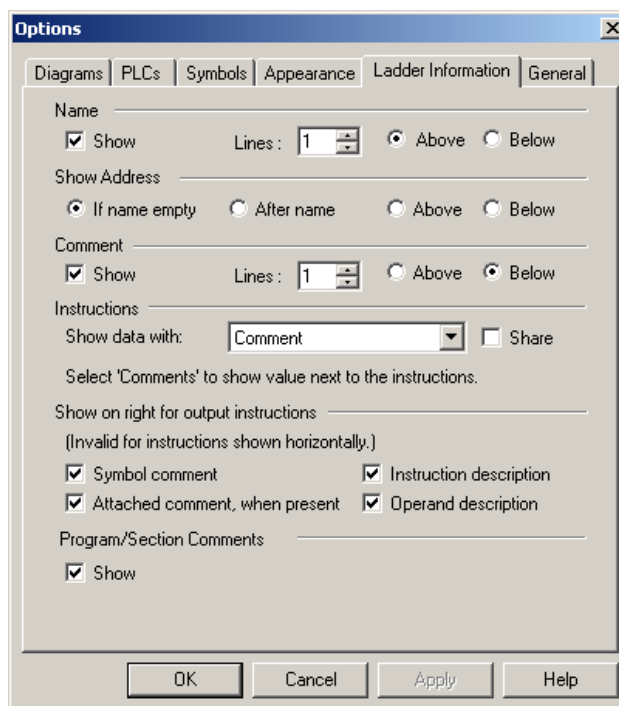 Options
Diagrams PLCs Symbols Appearance Ladder Information General
Name
Show Lines : 1 Above Below
Show Address
If name empty After name Above Below
Comment
Show Lines : 1 Above Below
Instructions
Show data with: Comment Share
Select 'Comments' to show value next to the instructions.
Show on right for output instructions
(Invalid for instructions shown horizontally.)
Symbol comment Instruction description
Attached comment, when present Operand description
Program/Section Comments
Show
OK Cancel Apply Help